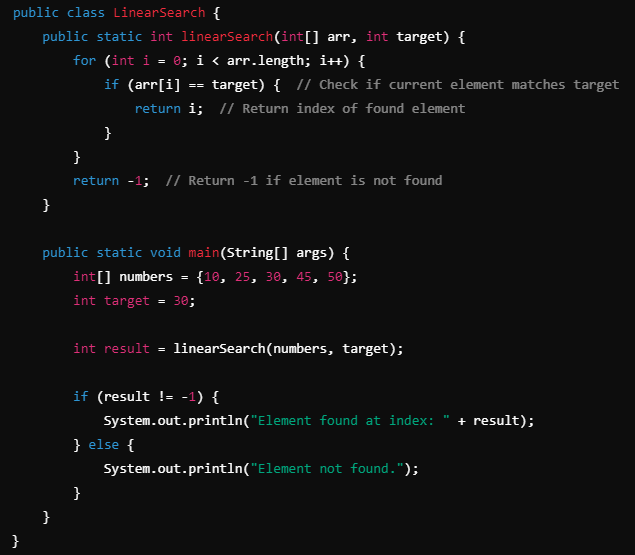 public class LinearSearch {
    public static int linearSearch(int[] arr, int target) {
        for (int i = 0; i < arr.length; i++) {
            if (arr[i] == target) {  // Check if current element matches target
                return i;  // Return index of found element
            }
        }
        return -1;  // Return -1 if element is not found
    }

    public static void main(String[] args) {
        int[] numbers = {10, 25, 30, 45, 50};
        int target = 30;

        int result = linearSearch(numbers, target);

        if (result != -1) {
            System.out.println("Element found at index: " + result);
        } else {
            System.out.println("Element not found.");
        }
    }
}